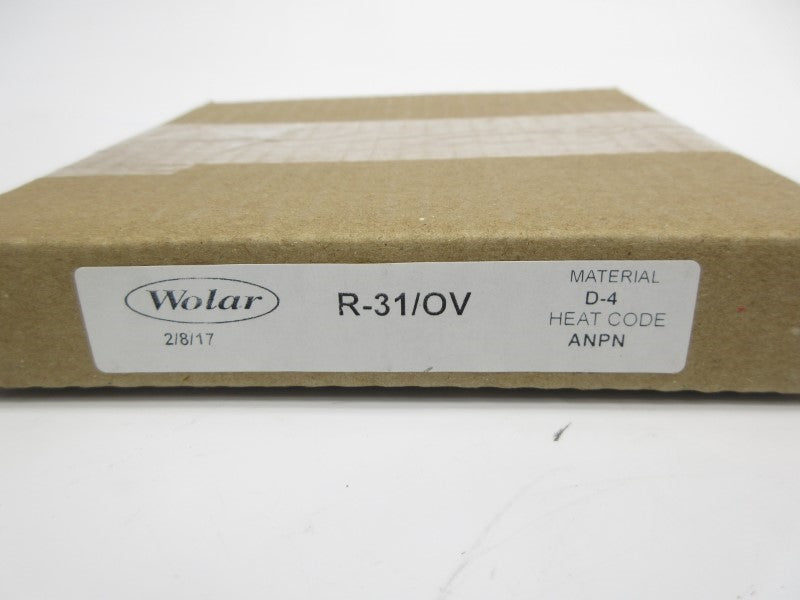 Wolar
2/8/17
R-31/OV
MATERIAL
D-4
HEAT CODE
ANPN